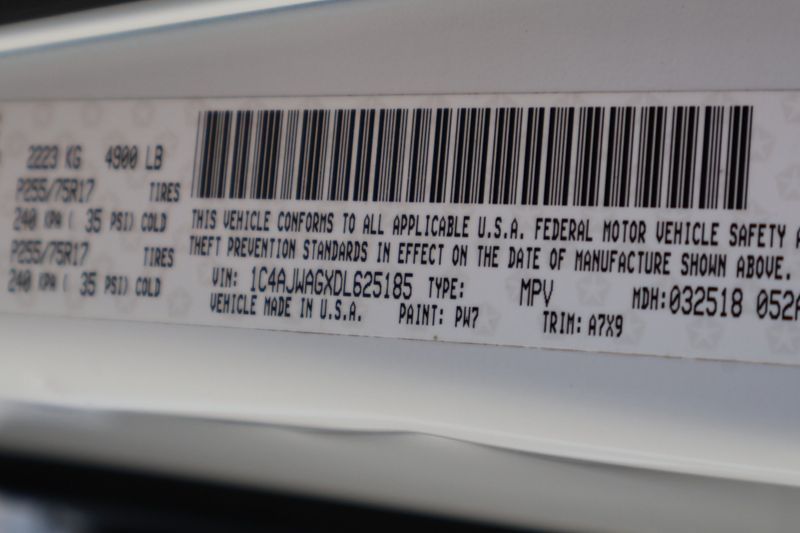 2223 KG 4900 LB
P255/75R17 TIRES
240 KPA ( 35 PSI) COLD
P255/75R17 TIRES
240 KPA ( 35 PSI) COLD
THIS VEHICLE CONFORMS TO ALL APPLICABLE U.S.A. FEDERAL MOTOR VEHICLE SAFETY A
THEFT PREVENTION STANDARDS IN EFFECT ON THE DATE OF MANUFACTURE SHOWN ABOVE.
VIN: 1C4AJWAGXDL625185 TYPE: MPV MDH:032518 052A
VEHICLE MADE IN U.S.A. PAINT: PW7 TRIM: A7X9